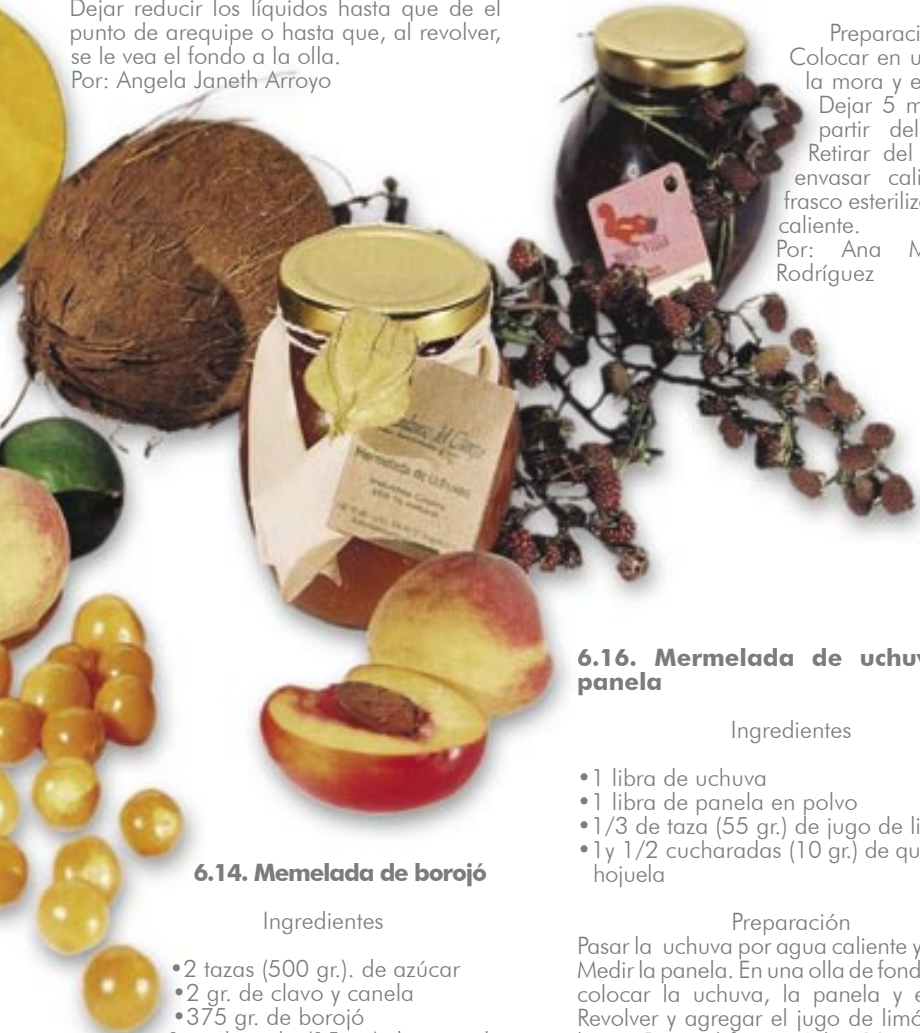 Dejar reducir los líquidos hasta que de el
punto de arequipe o hasta que, al revolver,
se le vea el fondo a la olla.
Por: Angela Janeth Arroyo
Preparaci
Colocar en u
la mora y e
Dejar 5 m
partir del
Retirar del
envasar cali
frasco esteriliz
caliente.
Por: Ana M
Rodríguez
Mermelada de Uchuvas
6.14. Memelada de borojó
Ingredientes
•2 tazas (500 gr.). de azúcar
•2 gr. de clavo y canela
•375 gr. de borojó
6.16. Mermelada de uchuv
panela
Ingredientes
•1 libra de uchuva
•1 libra de panela en polvo
•1/3 de taza (55 gr.) de jugo de li
•1y 1/2 cucharadas (10 gr.) de qu
hojuela
Preparación
Pasar la uchuva por agua caliente y
Medir la panela. En una olla de fond
colocar la uchuva, la panela y e
Revolver y agregar el jugo de limó